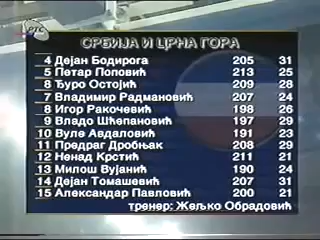 РТС
СРБИЈА И ЦРНА ГОРА
4 Дејан Бодирога 205 31
5 Петар Поповић 213 25
8 Ђуро Остојић 209 28
7 Владимир Радмановић 207 24
8 Игор Ракочевић 198 26
9 Владо Шћепановић 197 29
10 Вуле Авдаловић 191 23
11 Предраг Дробњак 208 29
12 Ненад Крстић 211 21
13 Милош Вујанић 190 24
14 Дејан Томашевић 207 31
15 Александар Павловић 200 21
тренер: Жељко Обрадовић